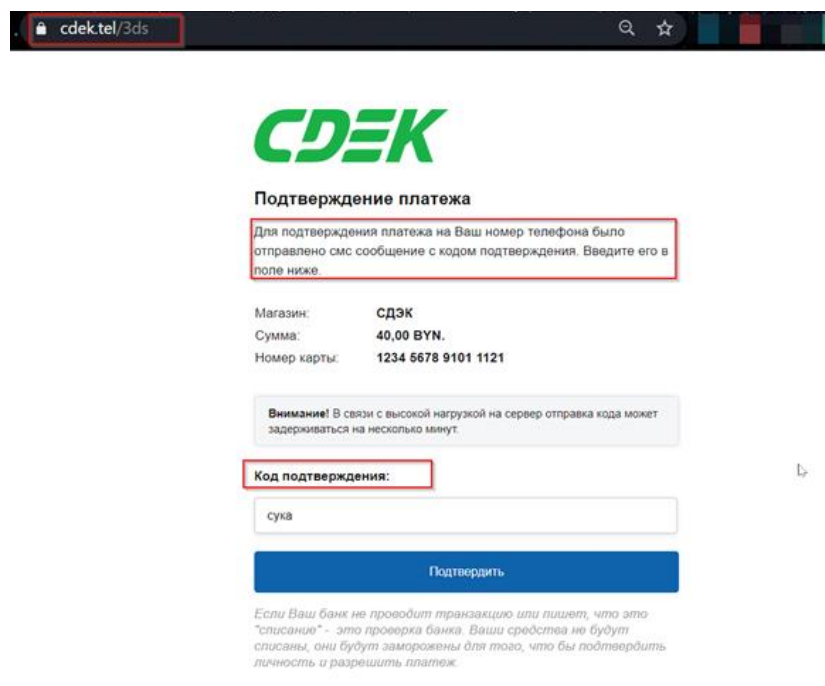 cdek.tel/3ds
CDEK
Подтверждение платежа
Для подтверждения платежа на Ваш номер телефона было
отправлено смс сообщение с кодом подтверждения. Введите его в
поле ниже.
Магазин: СДЭК
Сумма: 40,00 BYN.
Номер карты: 1234 5678 9101 1121
Внимание! В связи с высокой нагрузкой на сервер отправка кода может
задерживаться на несколько минут.
Код подтверждения:
сука
Подтвердить
Если Ваш банк не проводит транзакцию или пишет, что это
"списание" - это проверка банка. Ваши средства не будут
списаны, они будут заморожены для того, что бы подтвердить
личность и разрешить платеж.